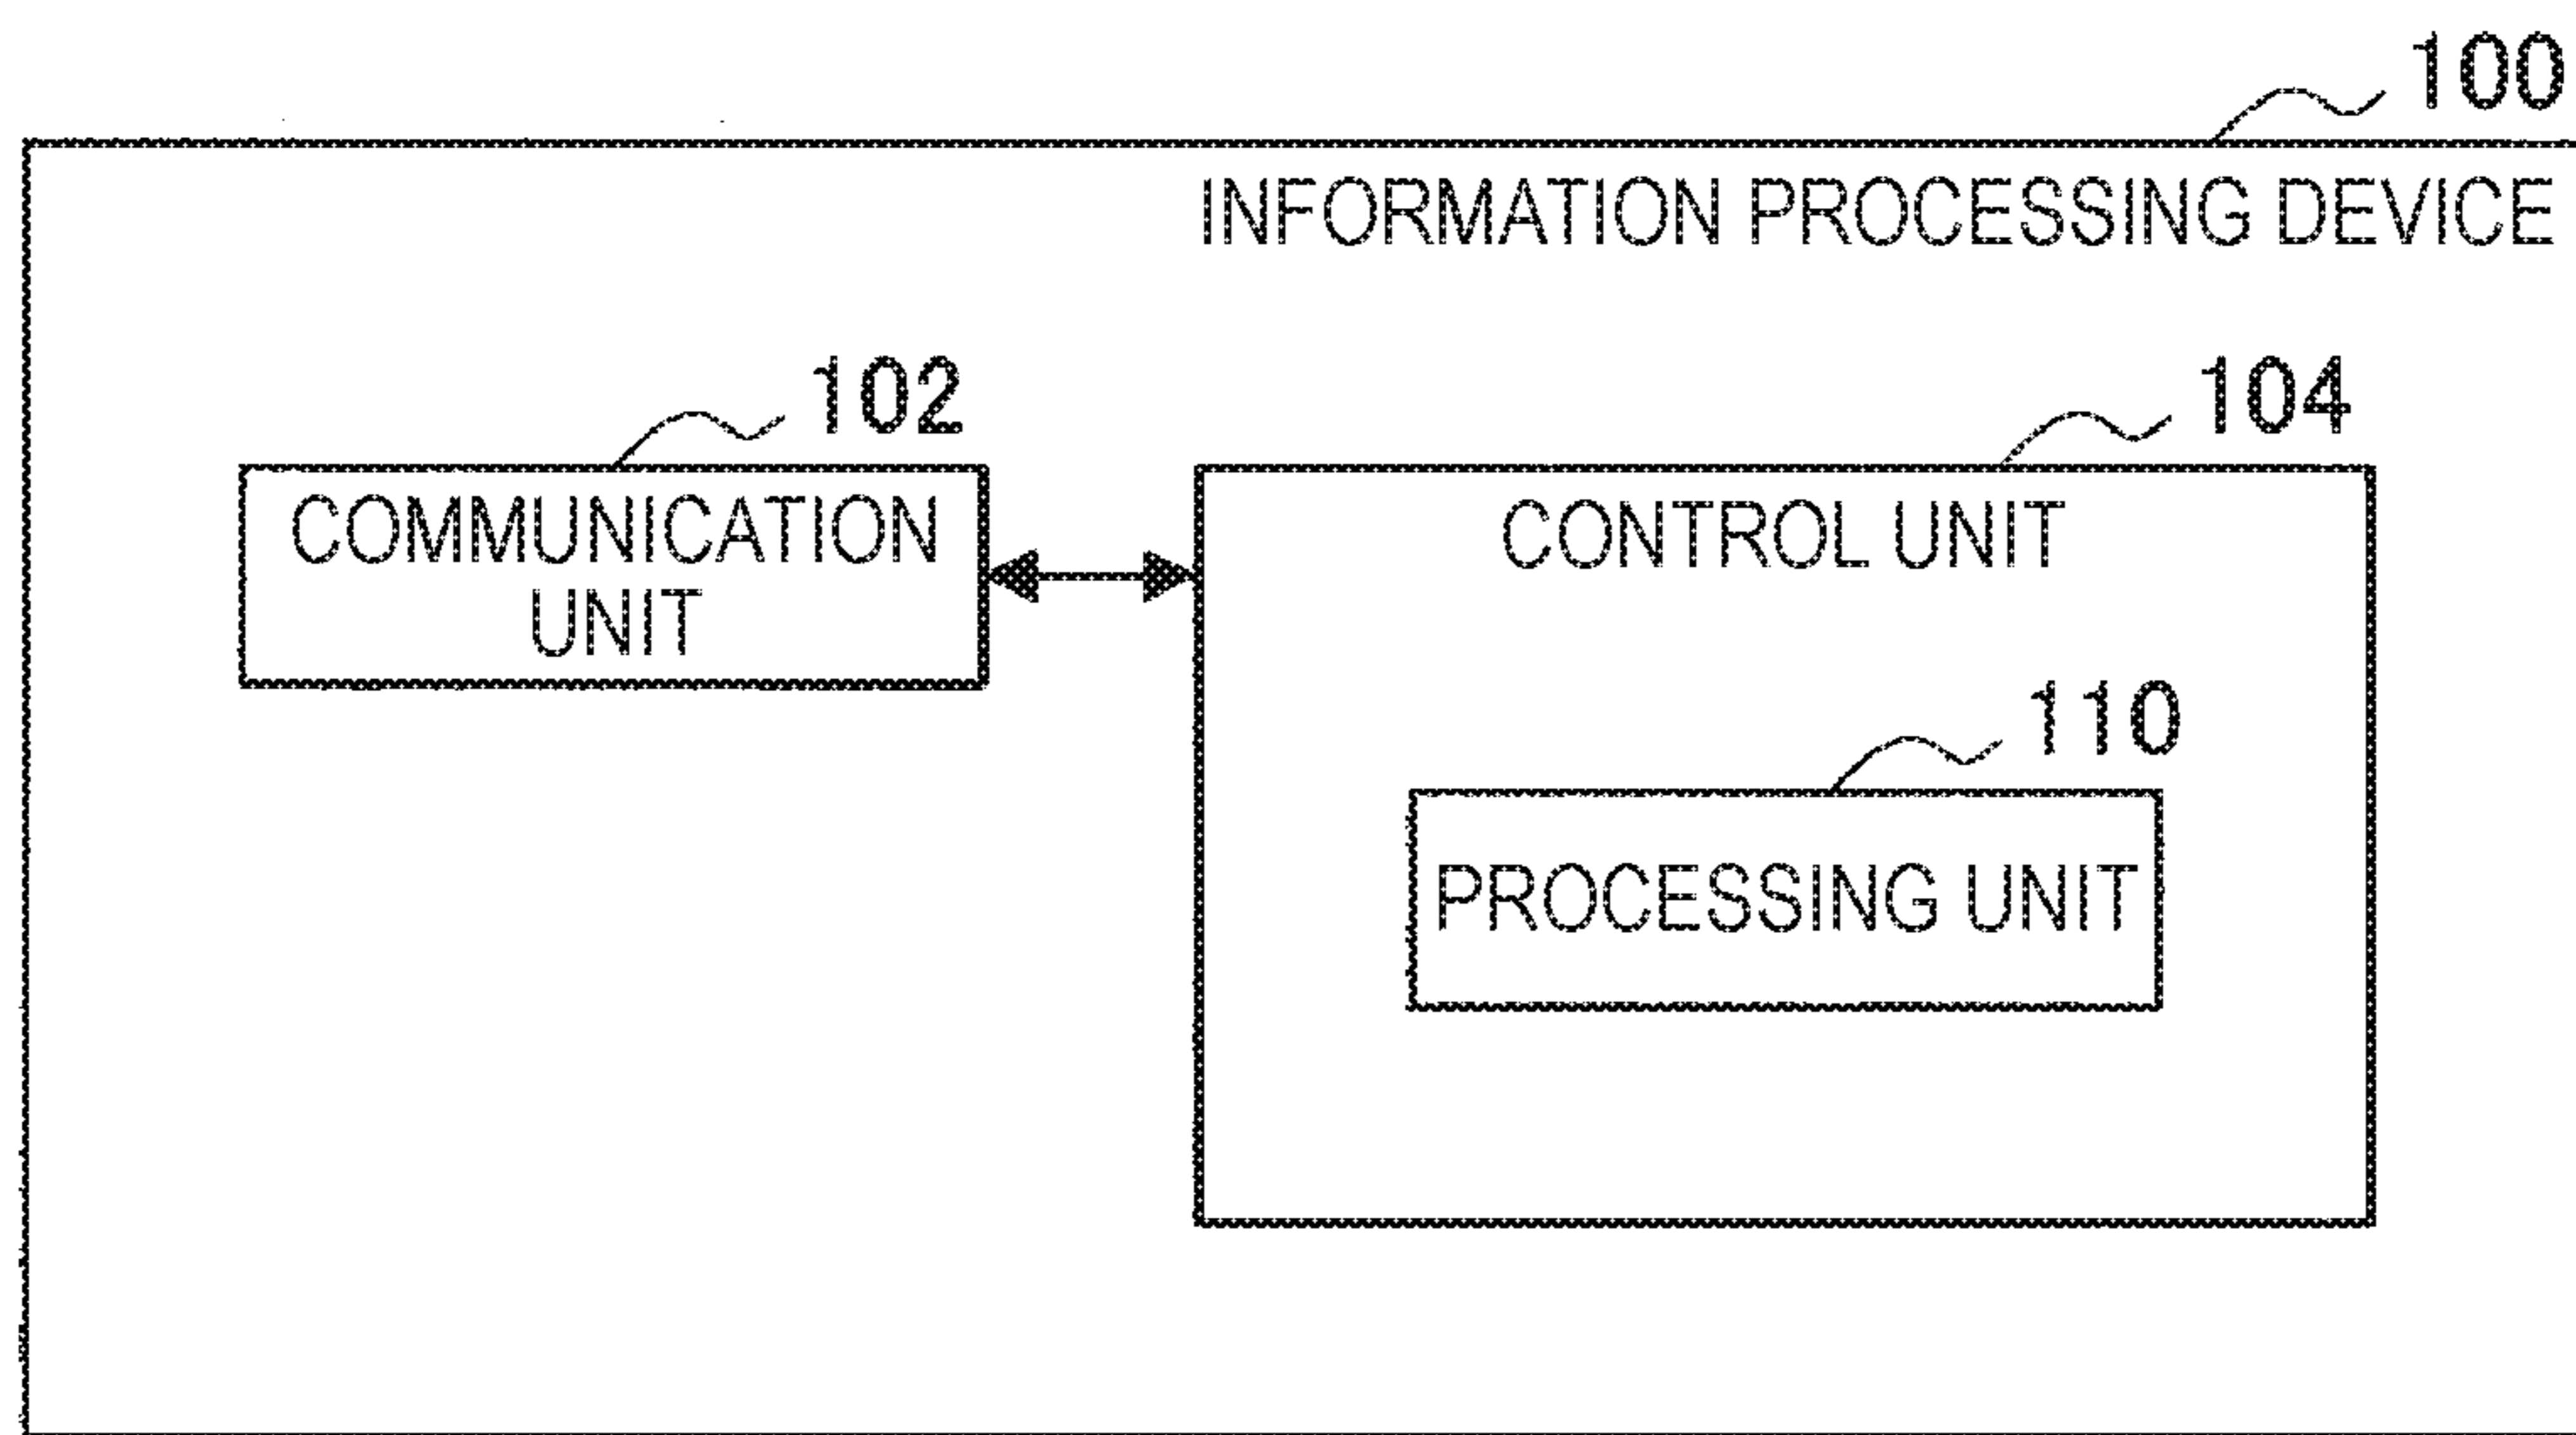 100
INFORMATION PROCESSING DEVICE
102
104
COMMUNICATION
UNIT
CONTROL UNIT
110
PROCESSING UNIT